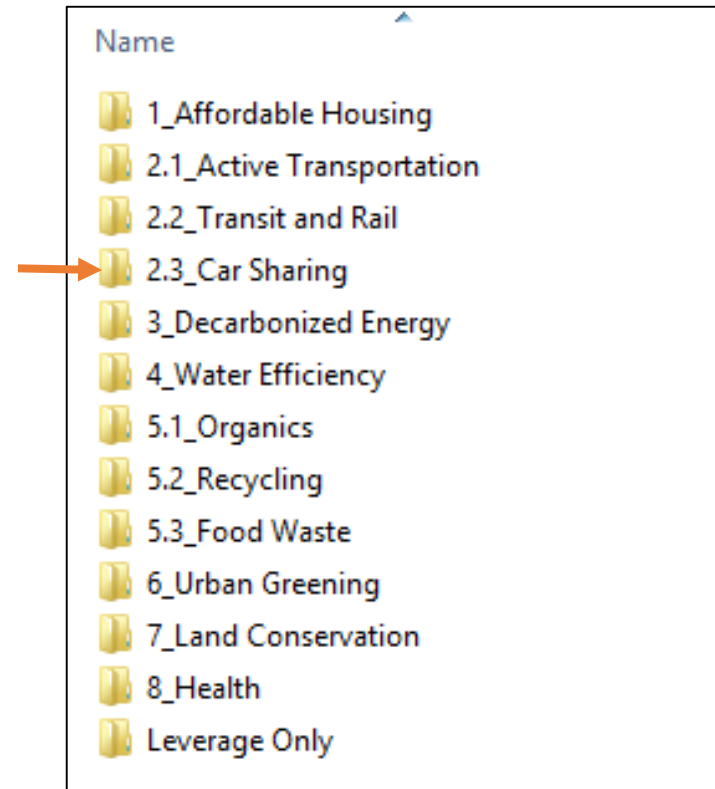 Name
1_Affordable Housing
2.1_Active Transportation
2.2_Transit and Rail
2.3_Car Sharing
3_Decarbonized Energy
4_Water Efficiency
5.1_Organics
5.2_Recycling
5.3_Food Waste
6_Urban Greening
7_Land Conservation
8_Health
Leverage Only